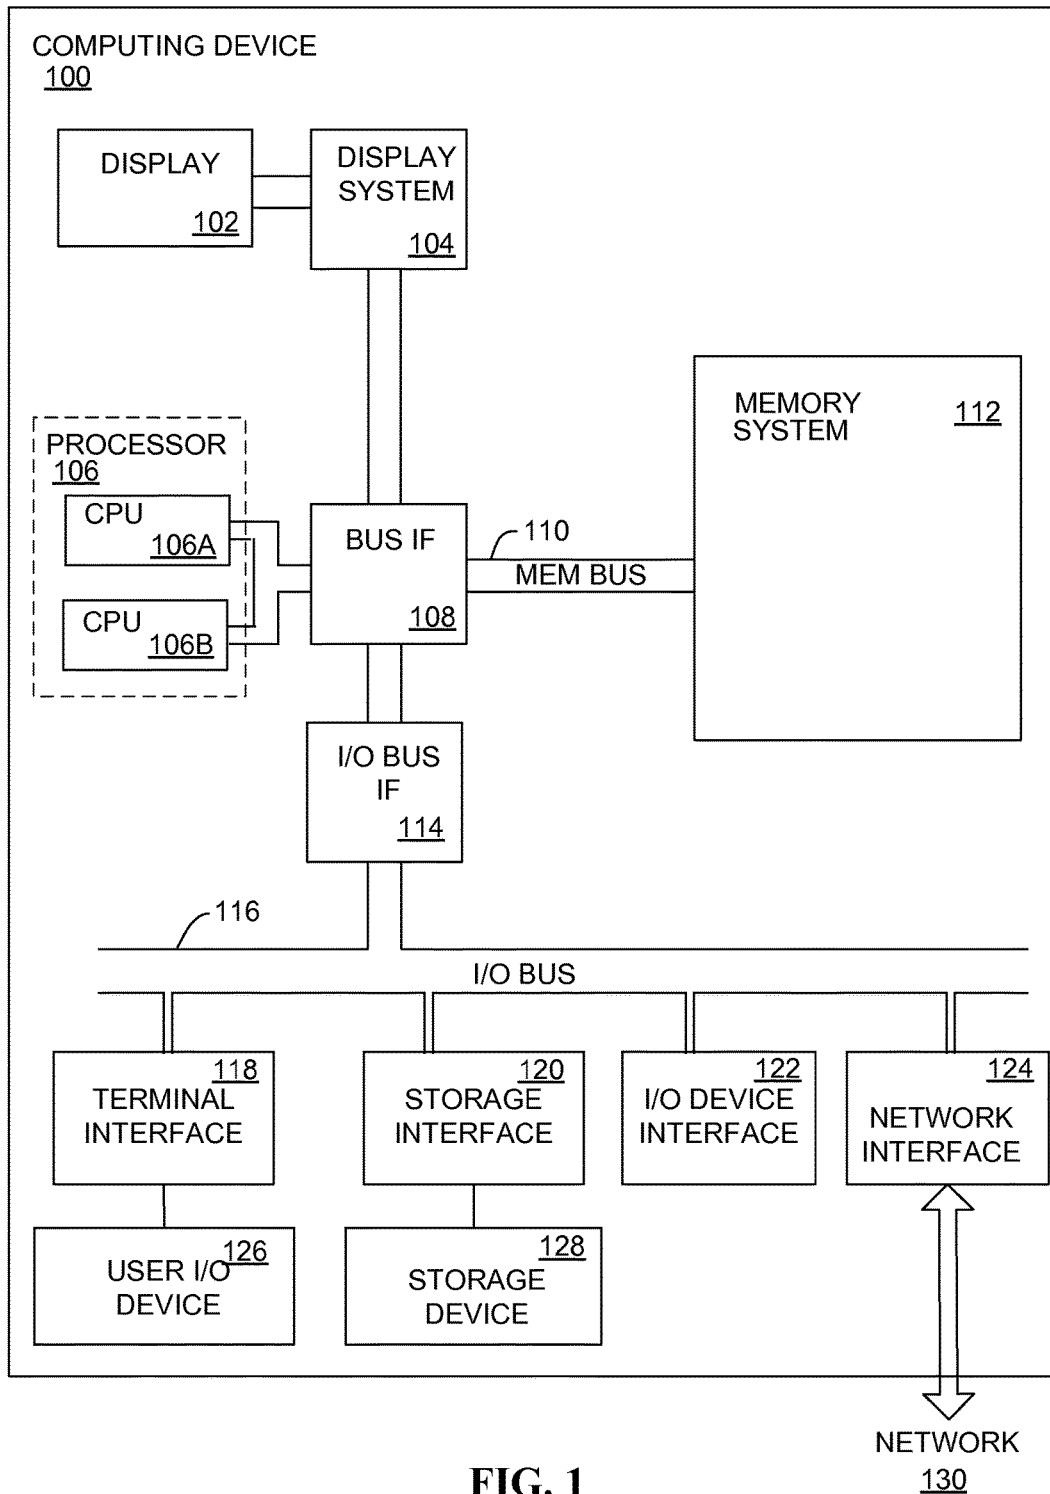 COMPUTING DEVICE
100
DISPLAY
102
DISPLAY
SYSTEM
104
MEMORY
SYSTEM
112
PROCESSOR
106
CPU
106A
CPU
106B
BUS IF
108
110
MEM BUS
I/O BUS
IF
114
116
I/O BUS
118
TERMINAL
INTERFACE
120
STORAGE
INTERFACE
122
I/O DEVICE
INTERFACE
124
NETWORK
INTERFACE
126
USER I/O
DEVICE
128
STORAGE
DEVICE
NETWORK
130
FIG. 1